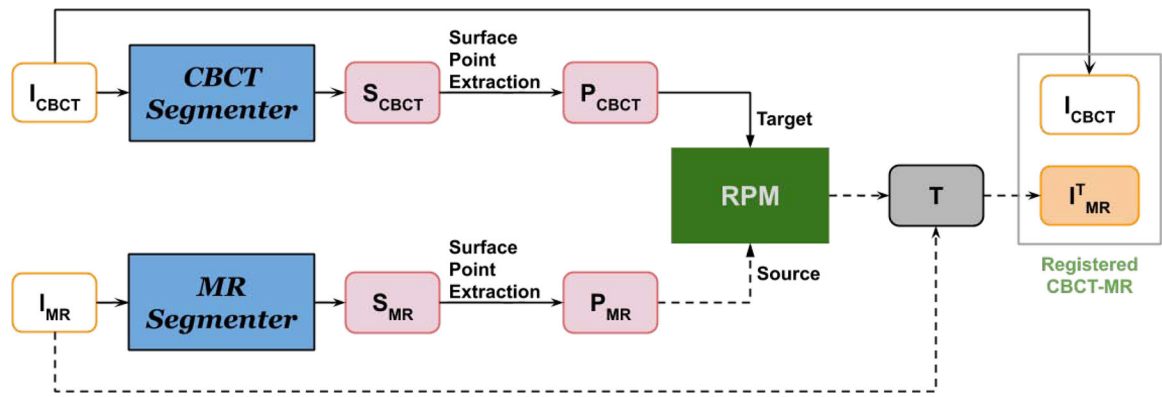 I_CBCT
CBCT
Segmenter
S_CBCT
Surface
Point
Extraction
P_CBCT
Target
I_CBCT
RPM
T
I^T_MR
Registered
CBCT-MR
I_MR
MR
Segmenter
S_MR
Surface
Point
Extraction
P_MR
Source